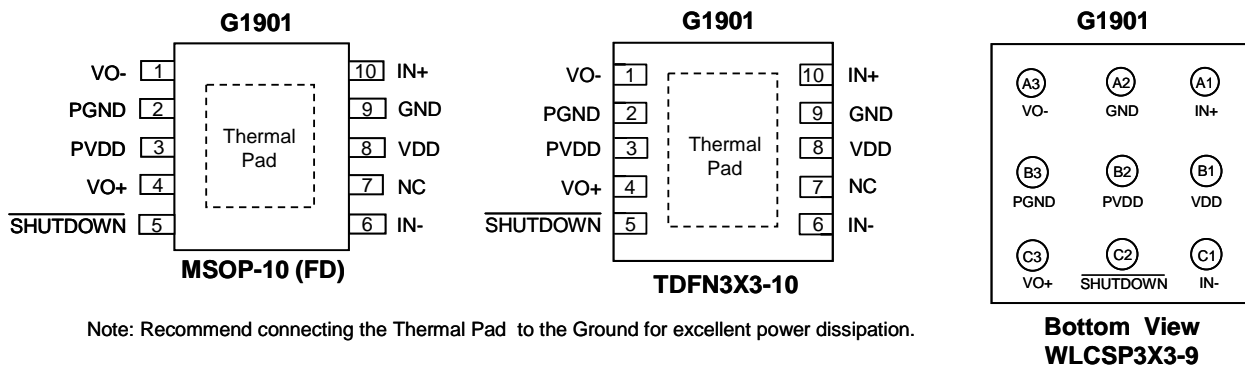 G1901
VO- 1 10 IN+
PGND 2 9 GND
PVDD 3 8 VDD
VO+ 4 7 NC
SHUTDOWN 5 6 IN-
Thermal
Pad
MSOP-10 (FD)
G1901
VO- 1 10 IN+
PGND 2 9 GND
PVDD 3 8 VDD
VO+ 4 7 NC
SHUTDOWN 5 6 IN-
Thermal
Pad
TDFN3X3-10
G1901
A3 A2 A1
VO- GND IN+
B3 B2 B1
PGND PVDD VDD
C3 C2 C1
VO+ SHUTDOWN IN-
Bottom View
WLCSP3X3-9
Note: Recommend connecting the Thermal Pad to the Ground for excellent power dissipation.